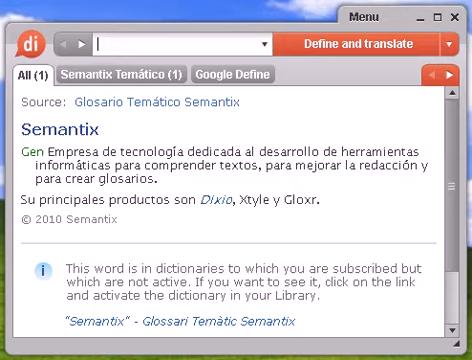 Menu
di
Define and translate
All (1)
Semantix Temático (1)
Google Define
Source: Glosario Temático Semantix
Semantix
Gen Empresa de tecnología dedicada al desarrollo de herramientas
informáticas para comprender textos, para mejorar la redacción y
para crear glosarios.
Su principales productos son Dixio, Xtyle y Gloxr.
© 2010 Semantix
i
This word is in dictionaries to which you are subscribed but
which are not active. If you want to see it, click on the link
and activate the dictionary in your Library.
"Semantix" - Glossari Temàtic Semantix